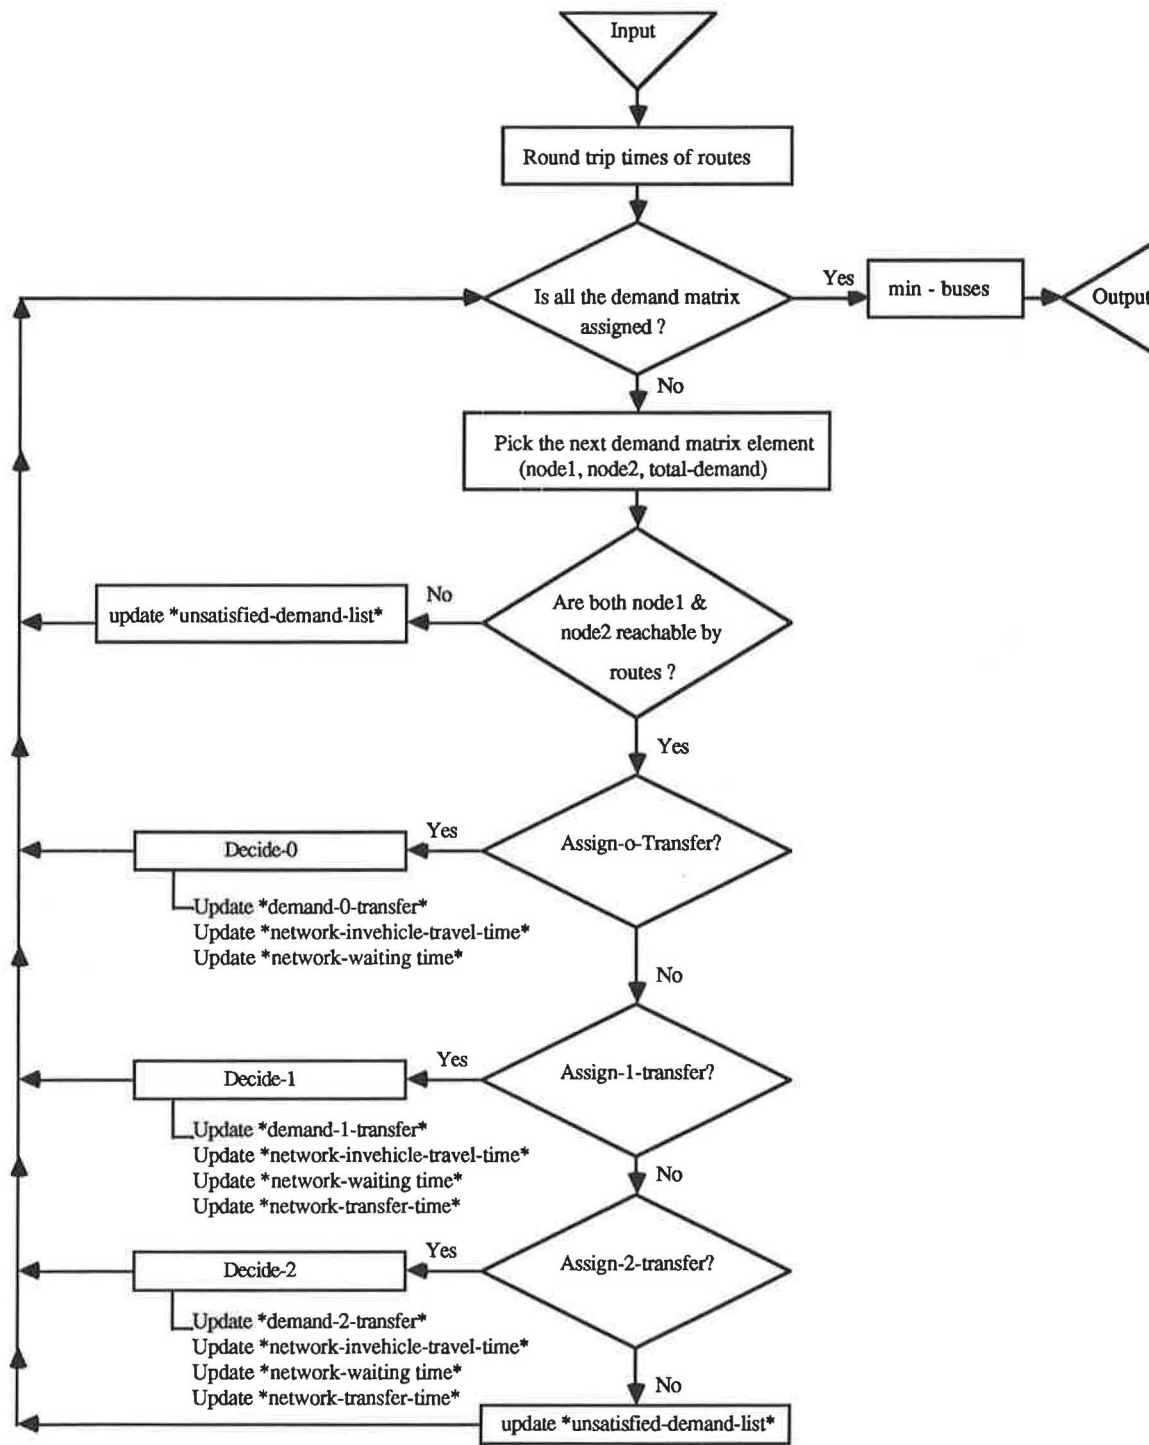 Input
Round trip times of routes
Is all the demand matrix
assigned ?
Yes
min - buses
Output
No
Pick the next demand matrix element
(node1, node2, total-demand)
Are both node1 &
node2 reachable by
routes ?
No
update *unsatisfied-demand-list*
Yes
Assign-o-Transfer?
Yes
Decide-0
Update *demand-0-transfer*
Update *network-invehicle-travel-time*
Update *network-waiting time*
No
Assign-1-transfer?
Yes
Decide-1
Update *demand-1-transfer*
Update *network-invehicle-travel-time*
Update *network-waiting time*
Update *network-transfer-time*
No
Assign-2-transfer?
Yes
Decide-2
Update *demand-2-transfer*
Update *network-invehicle-travel-time*
Update *network-waiting time*
Update *network-transfer-time*
No
update *unsatisfied-demand-list*